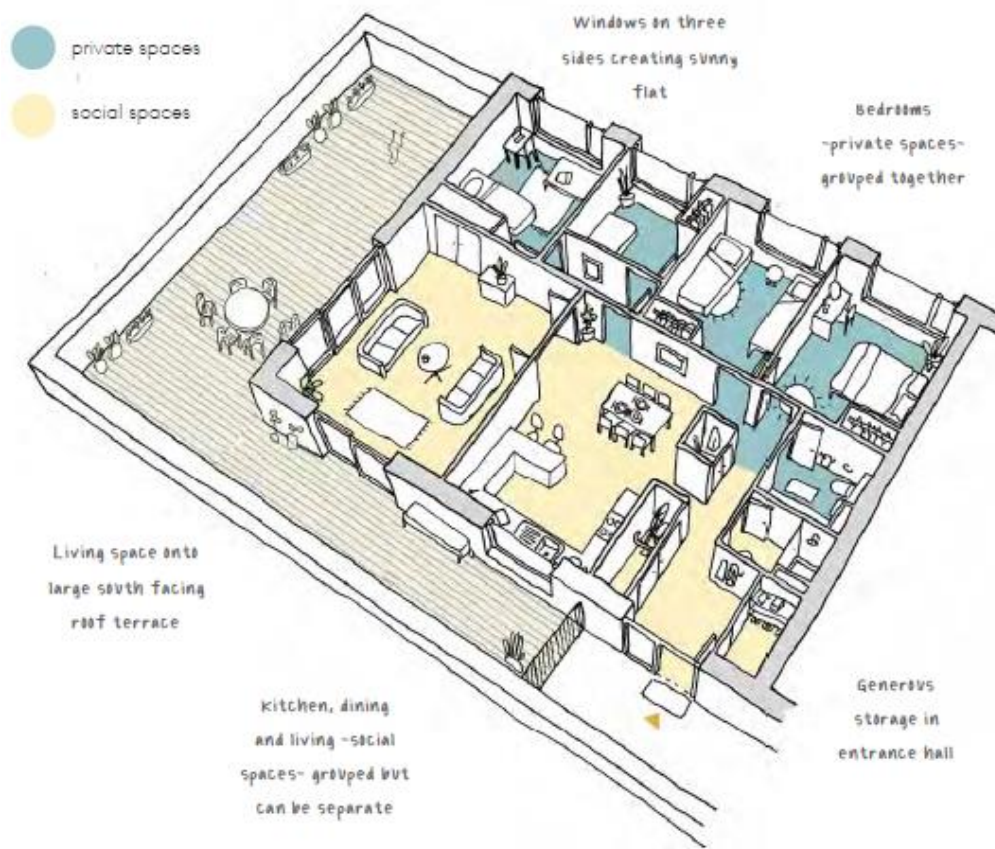 private spaces
social spaces
Windows on three
sides creating sunny
flat
Bedrooms
-private spaces-
grouped together
Living space onto
large south facing
roof terrace
Kitchen, dining
and living -social
spaces- grouped but
can be separate
Generous
storage in
entrance hall